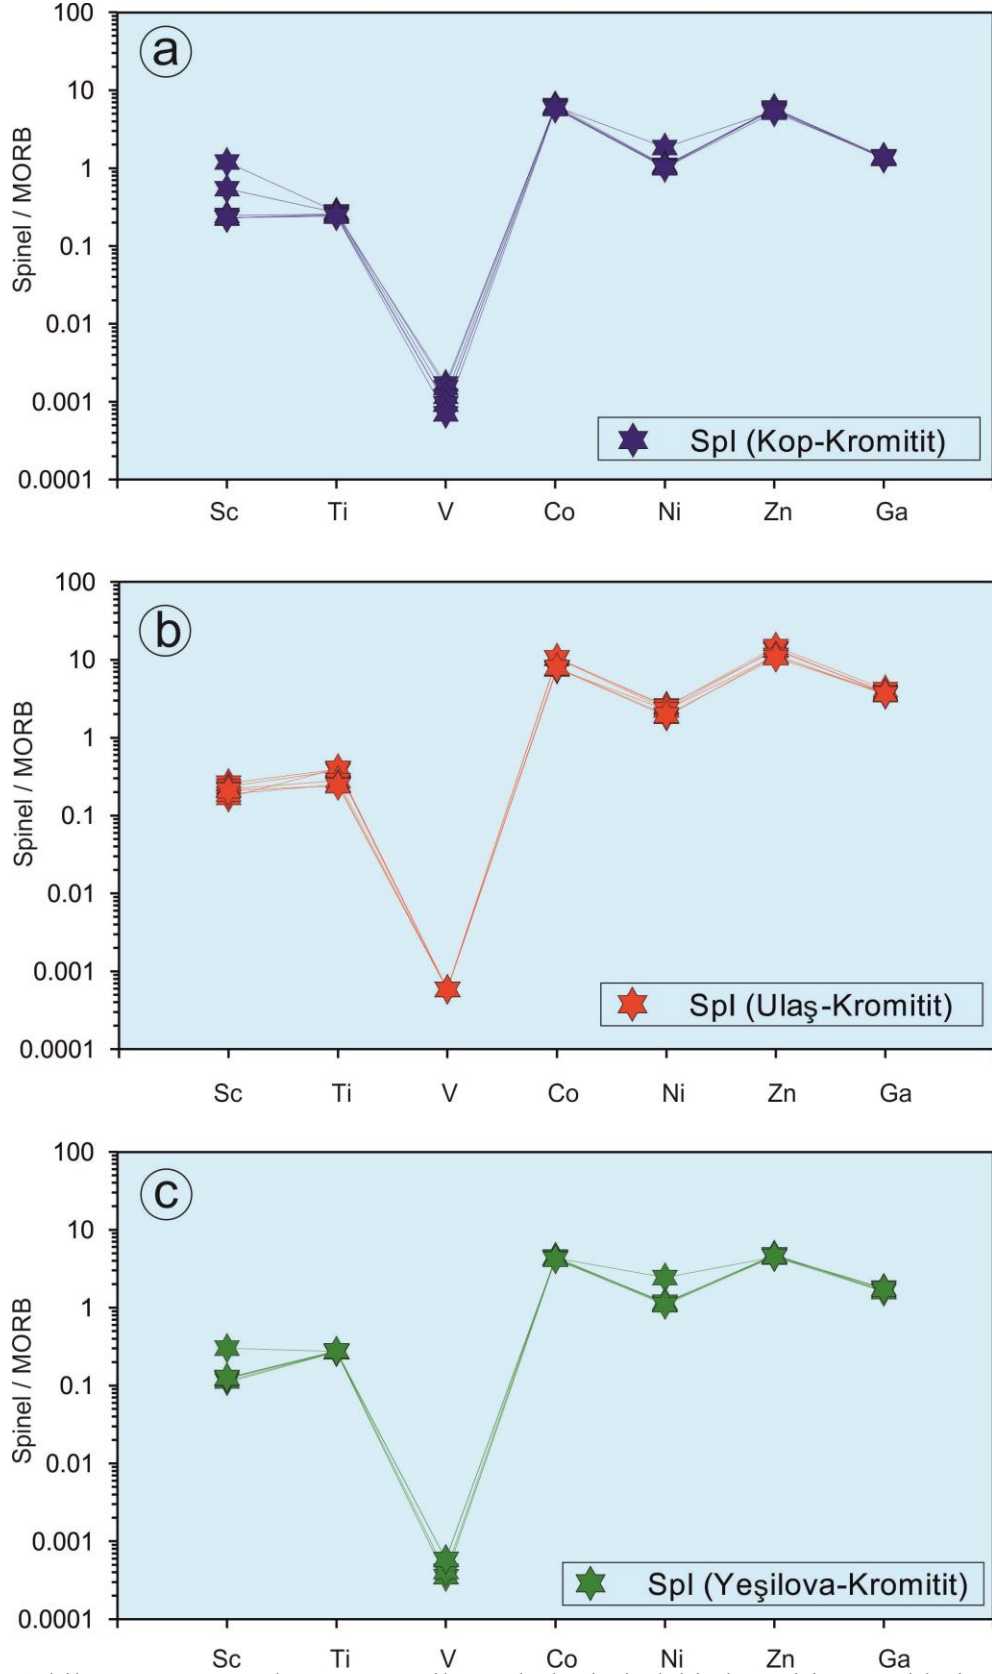 100
a
10
1
0.1
0.01
0.001
0.0001
Spinel / MORB
Spl (Kop-Kromitit)
Sc Ti V Co Ni Zn Ga
100
b
10
1
0.1
0.01
0.001
0.0001
Spinel / MORB
Spl (Ulaş-Kromitit)
Sc Ti V Co Ni Zn Ga
100
c
10
1
0.1
0.01
0.001
0.0001
Spinel / MORB
Spl (Yeşilova-Kromitit)
Sc Ti V Co Ni Zn Ga